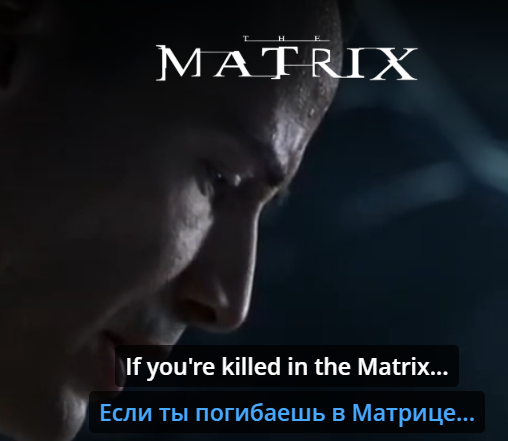 THE
MATRIX
If you're killed in the Matrix...
Если ты погибаешь в Матрице...